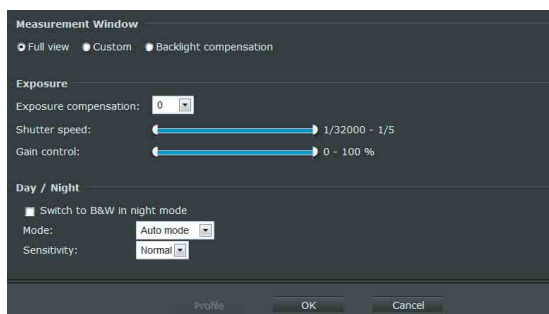 Measurement Window
Full view Custom Backlight compensation
Exposure
Exposure compensation: 0
Shutter speed: 1/32000 - 1/5
Gain control: 0 - 100 %
Day / Night
Switch to B&W in night mode
Mode: Auto mode
Sensitivity: Normal
Profile OK Cancel